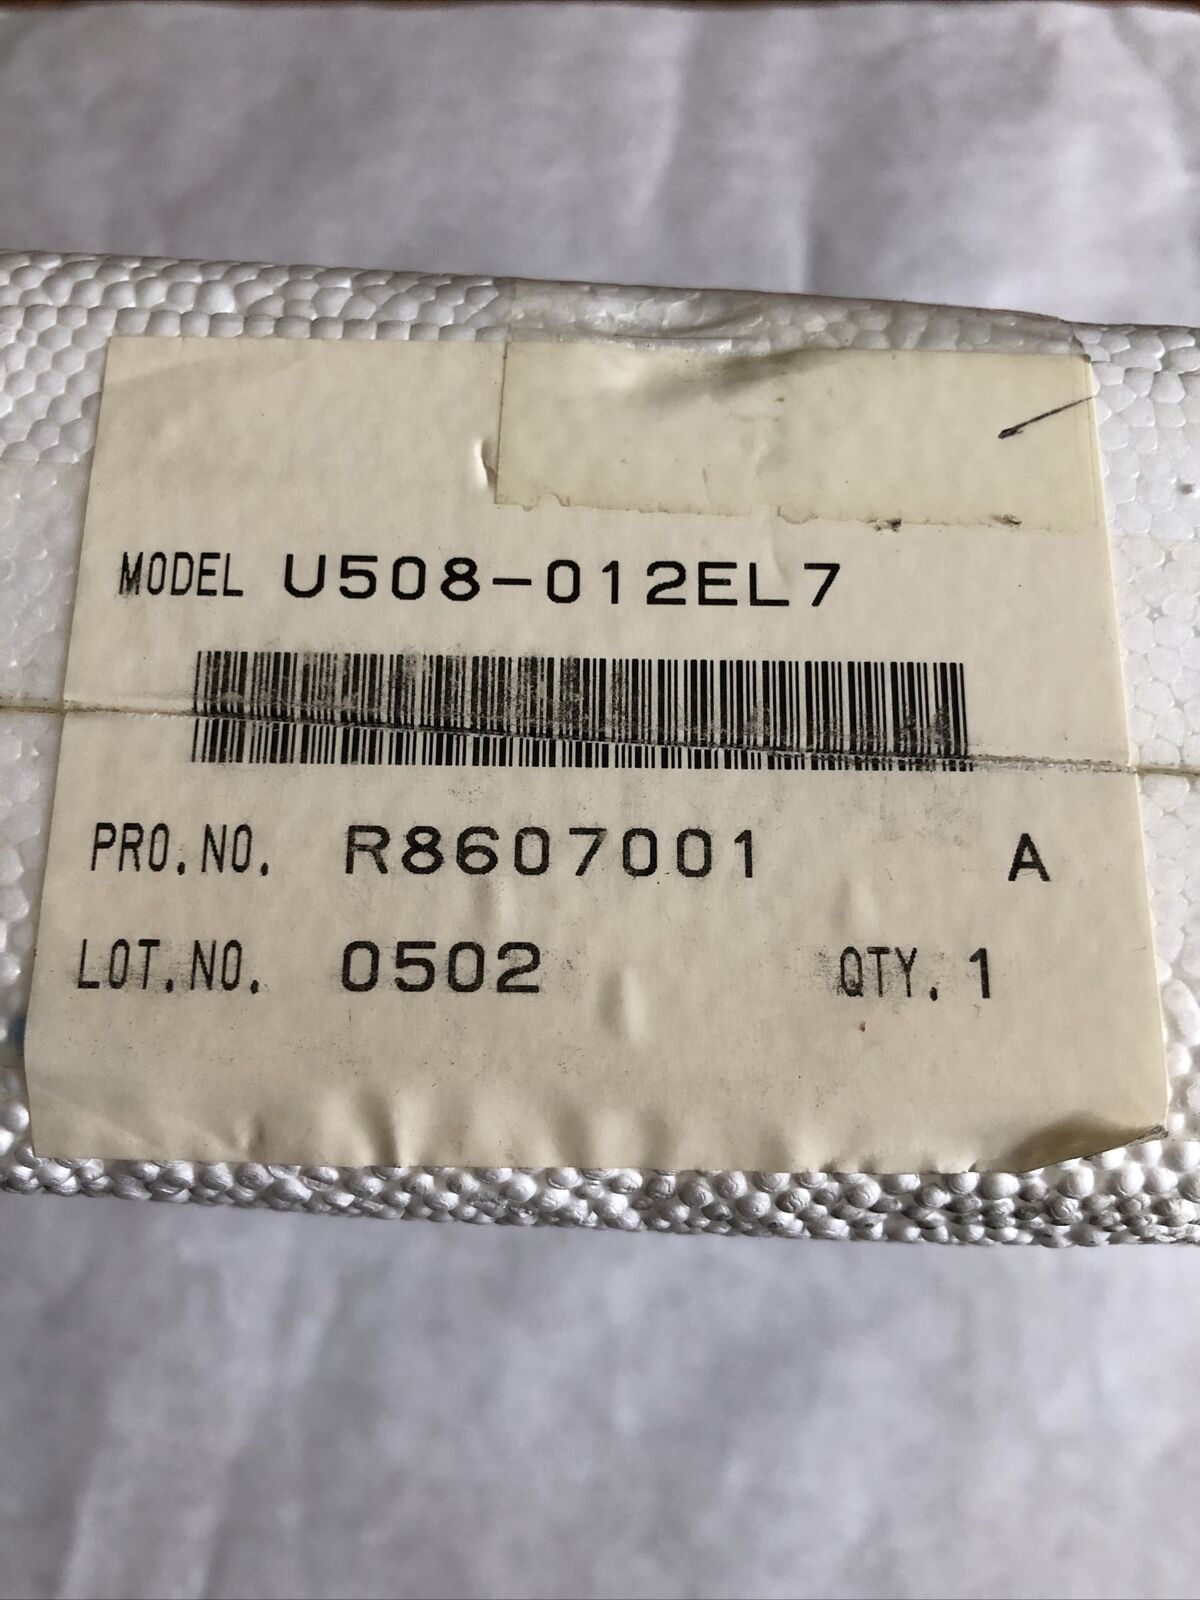 MODEL U508-012EL7
PRO.NO. R8607001 A
LOT.NO. 0502 QTY. 1